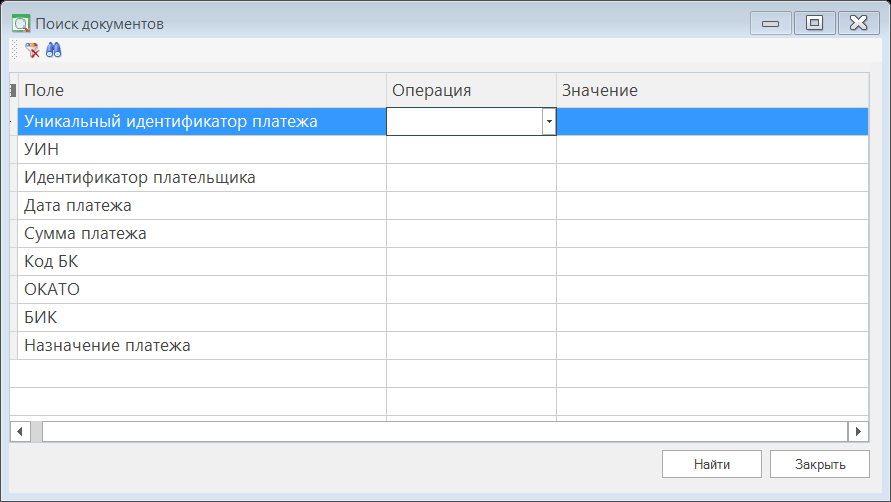 Поиск документов
Поле Операция Значение
Уникальный идентификатор платежа
УИН
Идентификатор плательщика
Дата платежа
Сумма платежа
Код БК
ОКАТО
БИК
Назначение платежа
Найти Закрыть